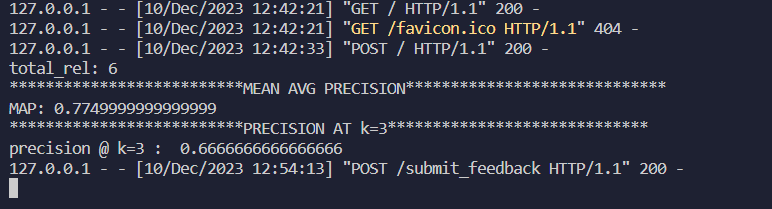 127.0.0.1 - - [10/Dec/2023 12:42:21] "GET / HTTP/1.1" 200 -
127.0.0.1 - - [10/Dec/2023 12:42:21] "GET /favicon.ico HTTP/1.1" 404 -
127.0.0.1 - - [10/Dec/2023 12:42:33] "POST / HTTP/1.1" 200 -
total_rel: 6
**************************MEAN AVG PRECISION*****************************
MAP: 0.7749999999999999
**************************PRECISION AT k=3*****************************
precision @ k=3 :  0.6666666666666666
127.0.0.1 - - [10/Dec/2023 12:54:13] "POST /submit_feedback HTTP/1.1" 200 -